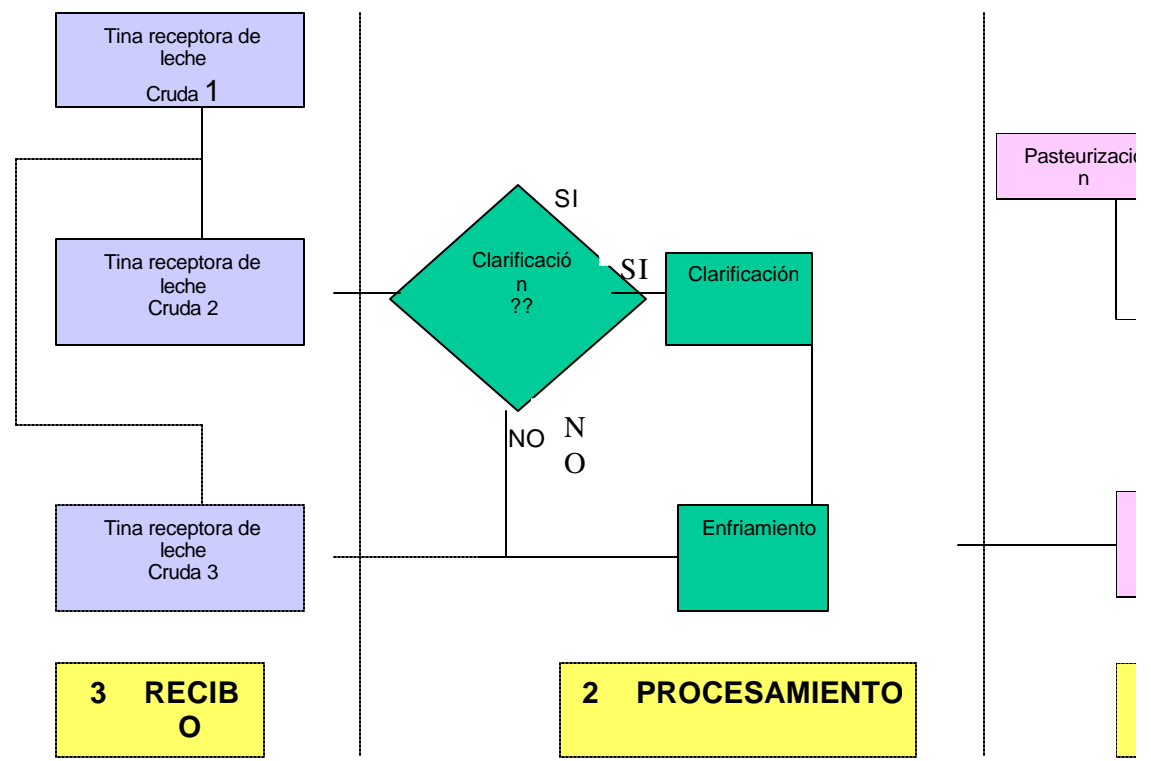 Tina receptora de
leche
Cruda 1
Tina receptora de
leche
Cruda 2
Tina receptora de
leche
Cruda 3
3 RECIB
O
SI
Clarificació
n
??
SI
Clarificación
NO
N
O
Enfriamiento
2 PROCESAMIENTO
Pasteurizació
n